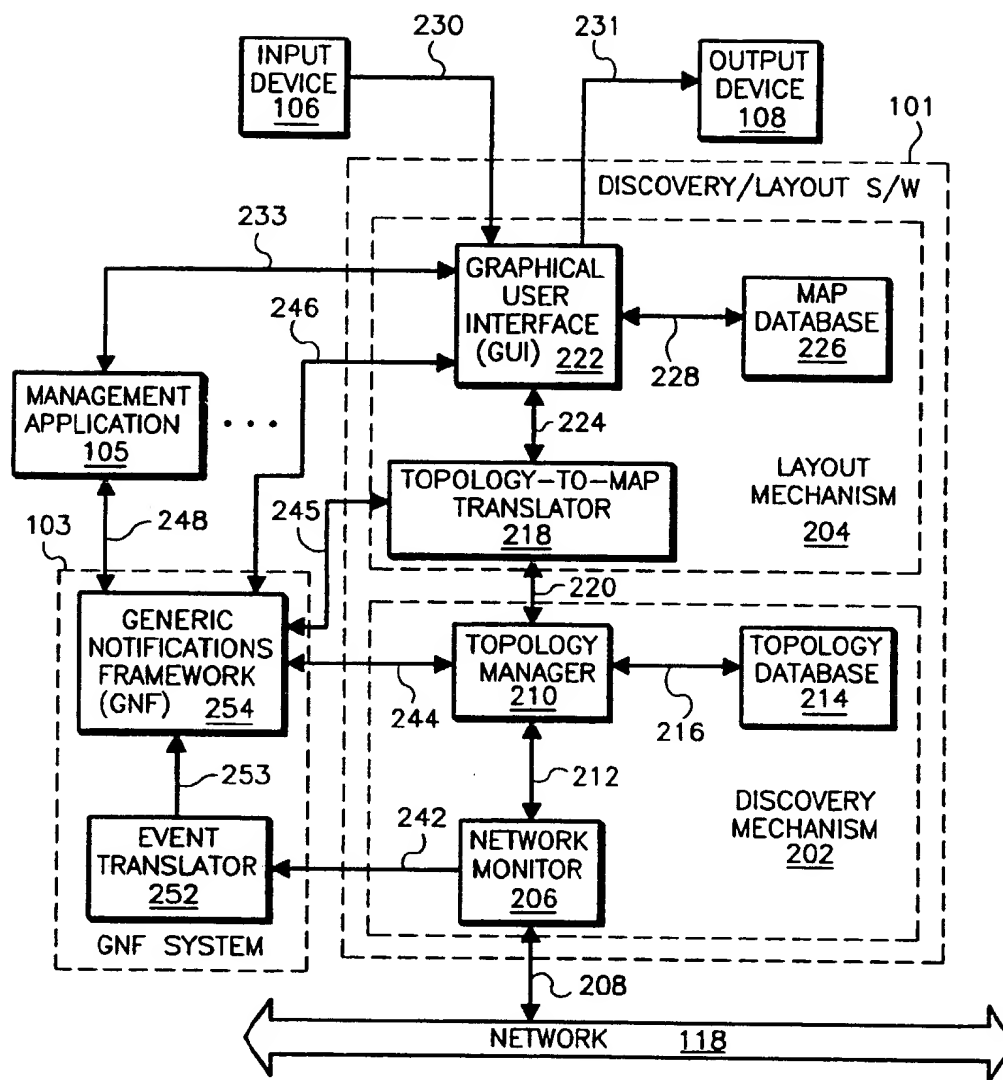 230
231
INPUT
DEVICE
106
OUTPUT
DEVICE
108
101
DISCOVERY/LAYOUT S/W
233
GRAPHICAL
USER
INTERFACE
(GUI) 222
MAP
DATABASE
226
246
228
MANAGEMENT
APPLICATION
105
. . .
224
LAYOUT
MECHANISM
204
TOPOLOGY-TO-MAP
TRANSLATOR
218
245
103
248
220
GENERIC
NOTIFICATIONS
FRAMEWORK
(GNF) 254
TOPOLOGY
MANAGER
210
TOPOLOGY
DATABASE
214
244
216
253
212
DISCOVERY
MECHANISM
202
EVENT
TRANSLATOR
252
242
NETWORK
MONITOR
206
GNF SYSTEM
208
NETWORK 118